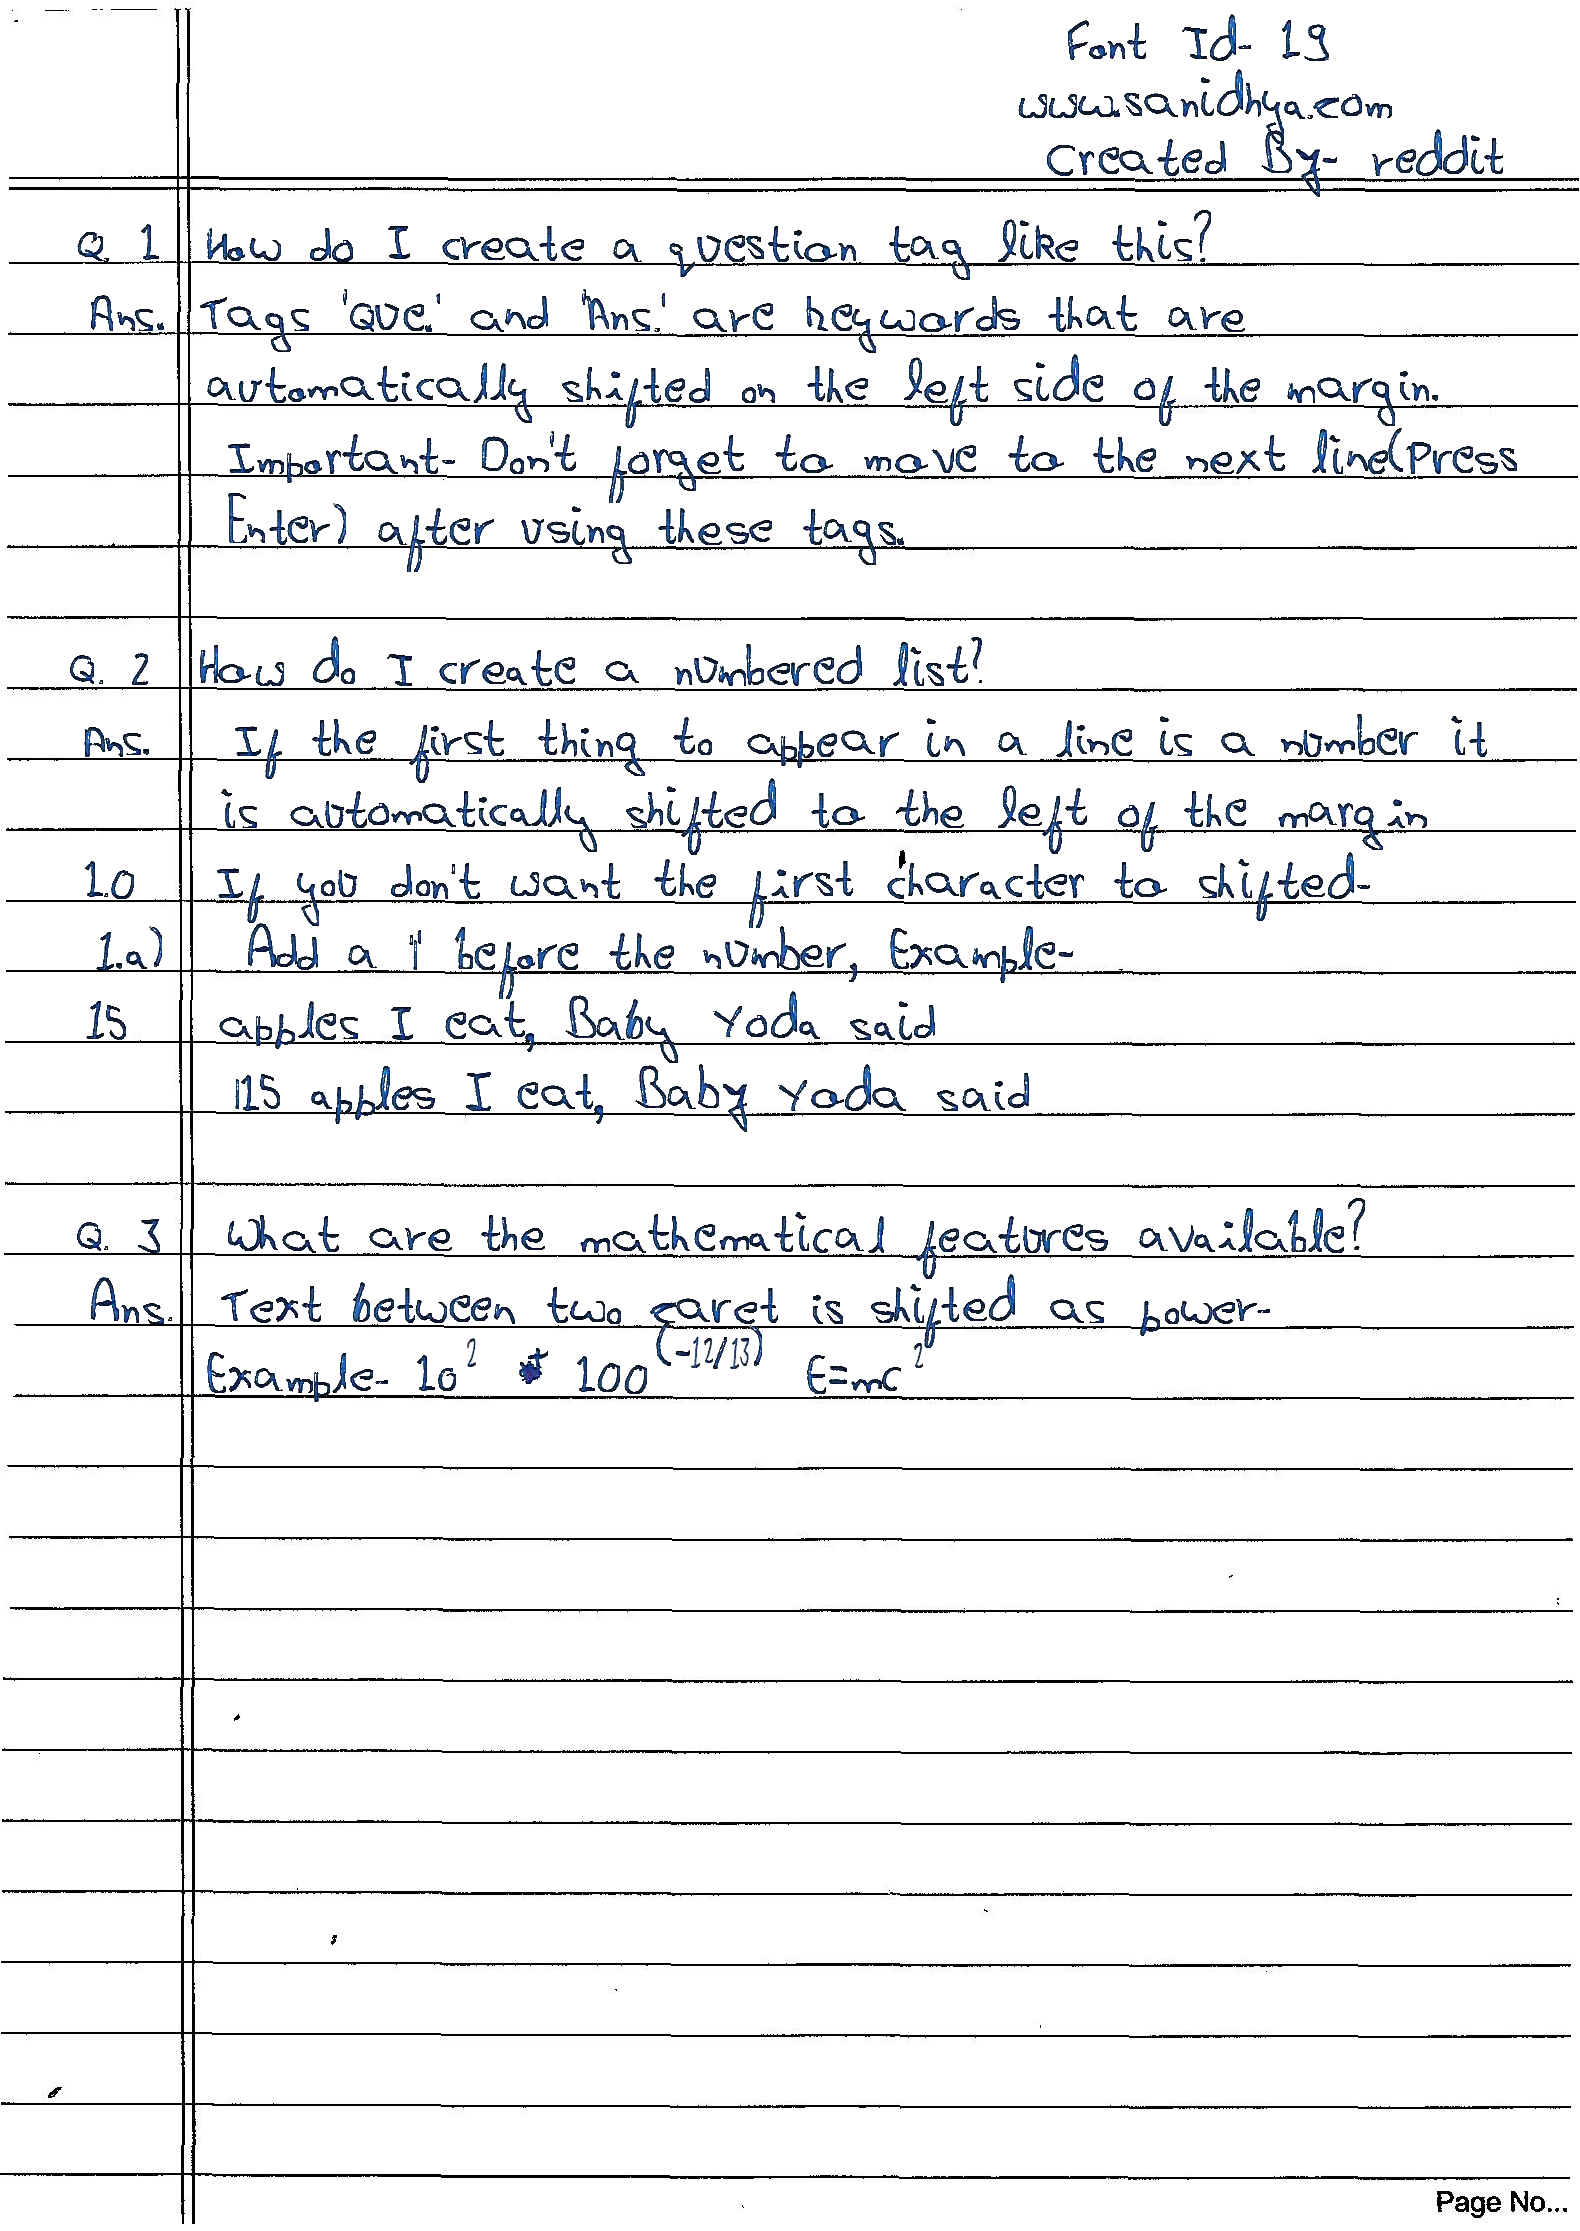 Font Id- 19
www.sanidhya.com
Created By- reddit
Q. 1 How do I create a question tag like this?
Ans. Tags 'Que.' and 'Ans.' are keywords that are
automatically shifted on the left side of the margin.
Important- Don't forget to move to the next line(Press
Enter) after using these tags.
Q. 2 How do I create a numbered list?
Ans. If the first thing to appear in a line is a number it
is automatically shifted to the left of the margin
1.0 If you don't want the first character to shifted-
1.a) Add a '|' before the number, Example-
15 apples I eat, Baby Yoda said
|15 apples I eat, Baby Yoda said
Q. 3 What are the mathematical features available?
Ans. Text between two caret is shifted as power-
Example- 10² + 100^(-12/13) E=mc²
Page No...